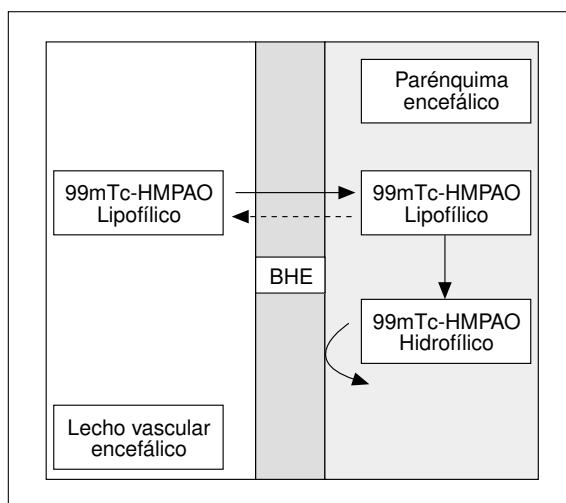 Parénquima
encefálico
99mTc-HMPAO
Lipofílico
99mTc-HMPAO
Lipofílico
BHE
99mTc-HMPAO
Hidrofílico
Lecho vascular
encefálico